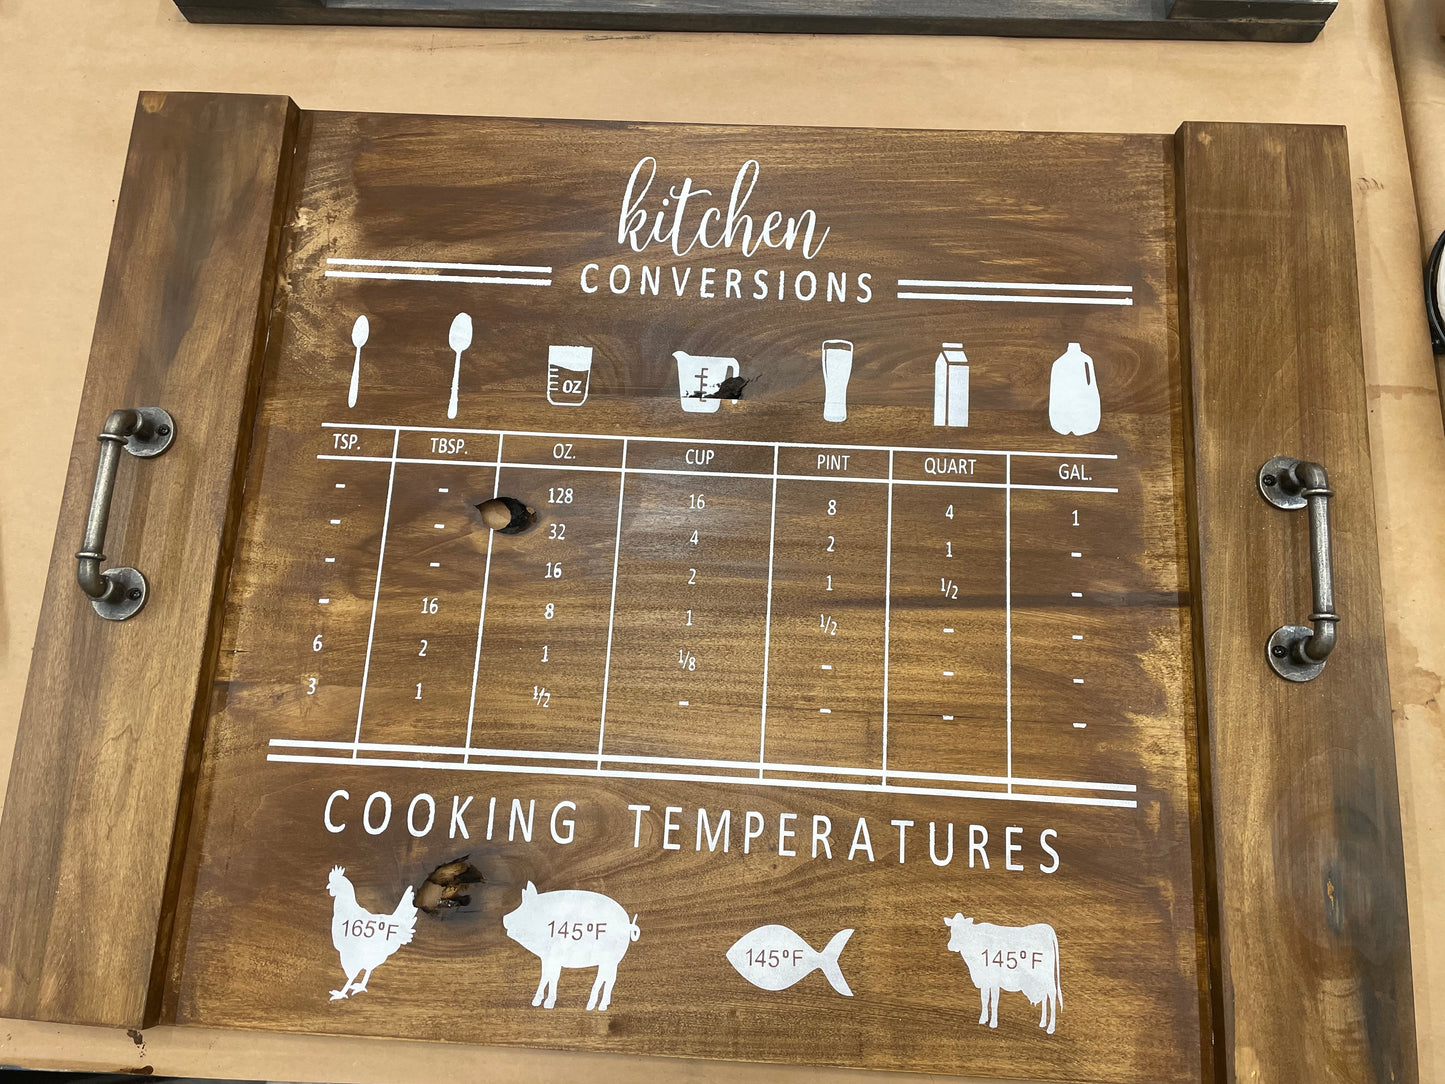 kitchen
CONVERSIONS
OZ
TSP. TBSP. OZ. CUP PINT QUART GAL.
- - 128 16 8 4 1
- - 32 4 2 1 -
- - 16 2 1 1/2 -
- 16 8 1 1/2 - -
6 2 1 1/8 - - -
3 1 1/2 - - - -
COOKING TEMPERATURES
165°F 145°F 145°F 145°F